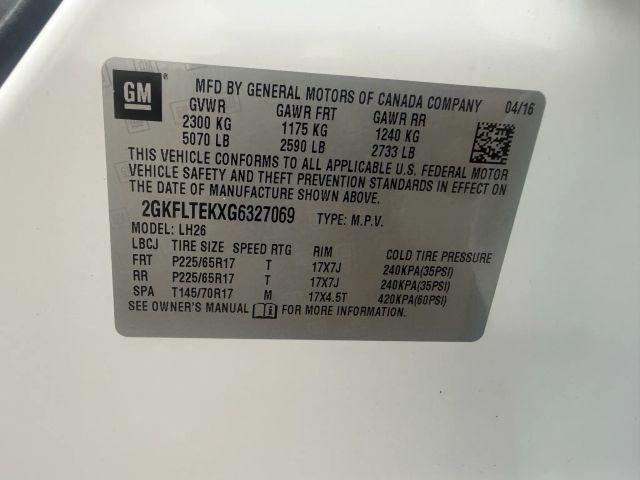 GM ® MFD BY GENERAL MOTORS OF CANADA COMPANY 04/16
GVWR GAWR FRT GAWR RR
2300 KG 1175 KG 1240 KG
5070 LB 2590 LB 2733 LB
THIS VEHICLE CONFORMS TO ALL APPLICABLE U.S. FEDERAL MOTOR
VEHICLE SAFETY AND THEFT PREVENTION STANDARDS IN EFFECT ON
THE DATE OF MANUFACTURE SHOWN ABOVE.
2GKFLTEKXG6327069 TYPE: M.P.V.
MODEL: LH26
LBCJ TIRE SIZE SPEED RTG RIM COLD TIRE PRESSURE
FRT P225/65R17 T 17X7J 240KPA(35PSI)
RR P225/65R17 T 17X7J 240KPA(35PSI)
SPA T145/70R17 M 17X4.5T 420KPA(60PSI)
SEE OWNER'S MANUAL FOR MORE INFORMATION.